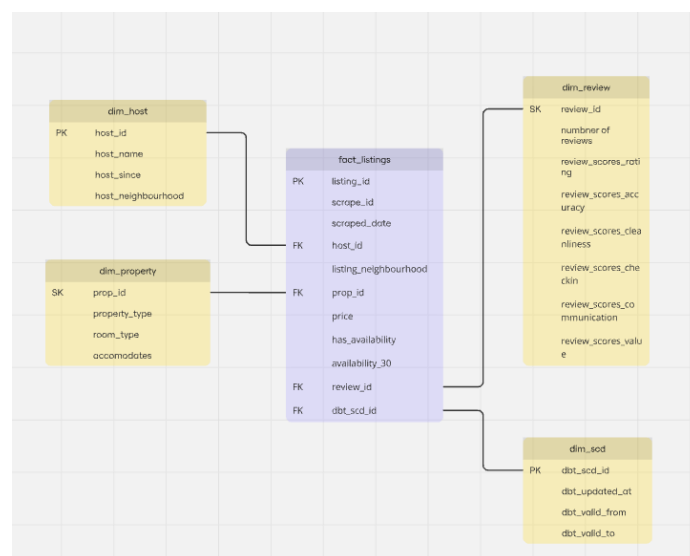 dim_host
PK host_id
host_name
host_since
host_neighbourhood
dim_property
SK prop_id
property_type
room_type
accomodates
fact_listings
PK listing_id
scrape_id
scraped_date
FK host_id
listing_neighbourhood
FK prop_id
price
has_availability
availability_30
FK review_id
FK dbt_scd_id
dim_review
SK review_id
numbner of
reviews
review_scores_rati
ng
review_scores_acc
uracy
review_scores_clea
nliness
review_scores_che
ckin
review_scores_co
mmunication
review_scores_valu
e
dim_scd
PK dbt_scd_id
dbt_updated_at
dbt_valid_from
dbt_valid_to